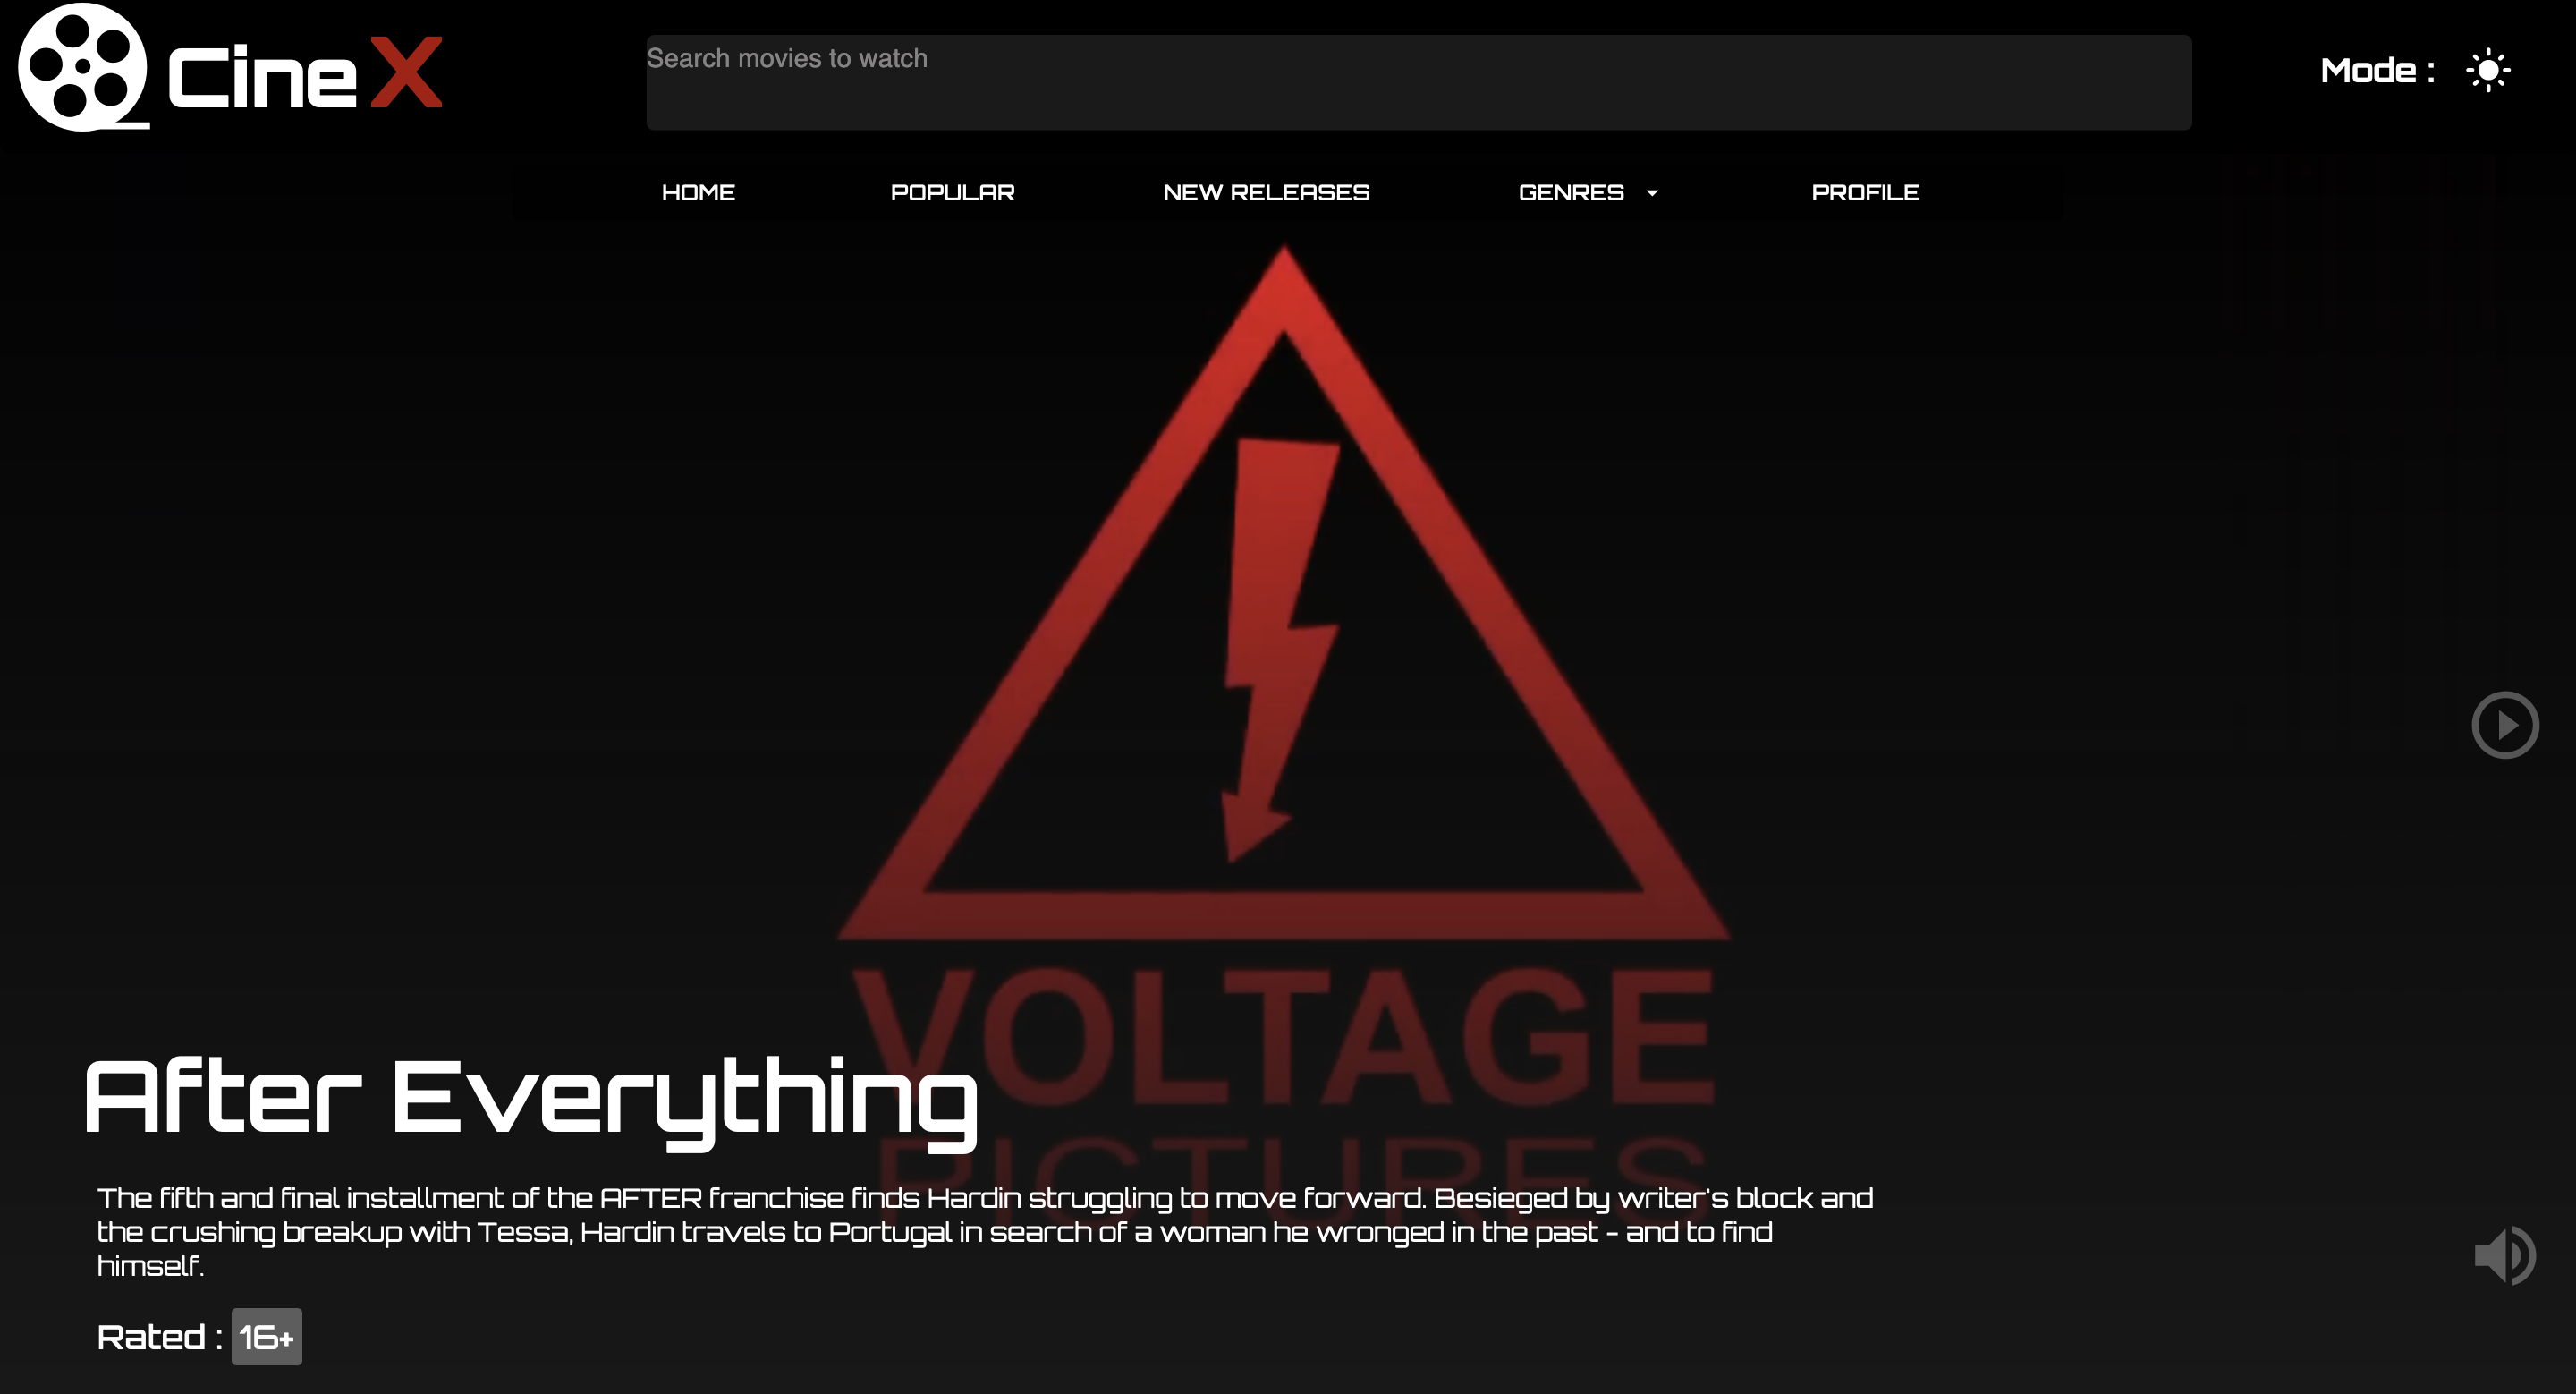 Cine X
Search movies to watch
Mode :
HOME
POPULAR
NEW RELEASES
GENRES
PROFILE
VOLTAGE
PICTURES
After Everything
The fifth and final installment of the AFTER franchise finds Hardin struggling to move forward. Besieged by writer's block and
the crushing breakup with Tessa, Hardin travels to Portugal in search of a woman he wronged in the past - and to find
himself.
Rated : 16+